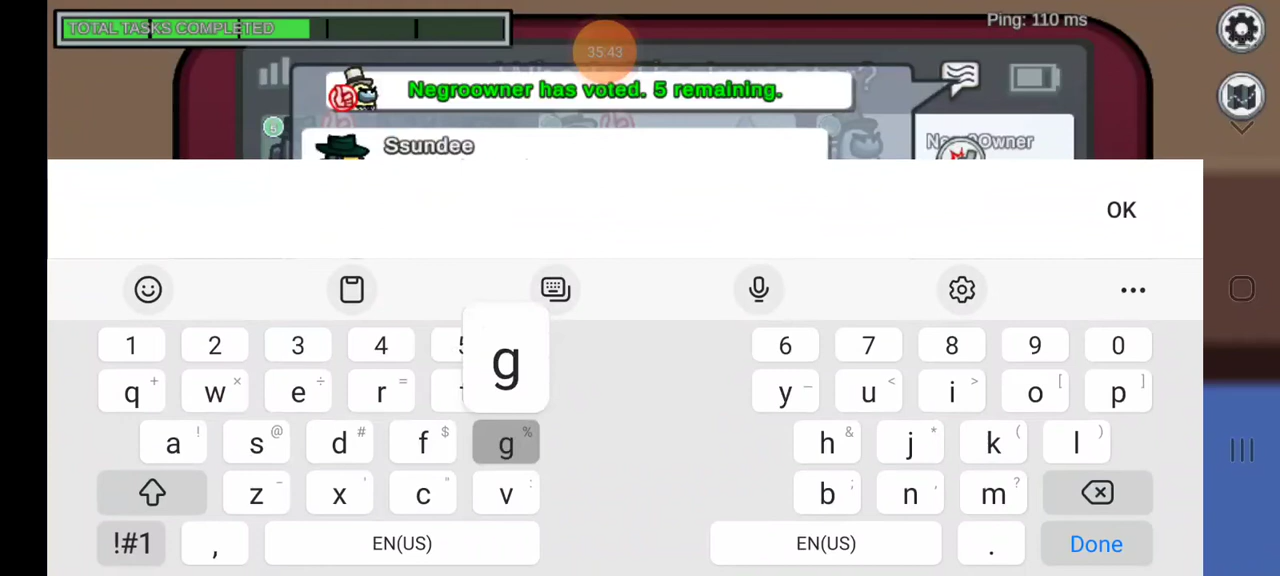 TOTAL TASKS COMPLETED
Ping: 110 ms
35:43
Negroowner has voted. 5 remaining.
Ssundee
OK
g
1 2 3 4 5 6 7 8 9 0
q + w × e ÷ r = y _ u < i > o [ p ]
a ! s @ d # f $ g % h & j * k ( l )
z - x ' c " v : b ; n , m ?
!#1 , EN(US) EN(US) . Done